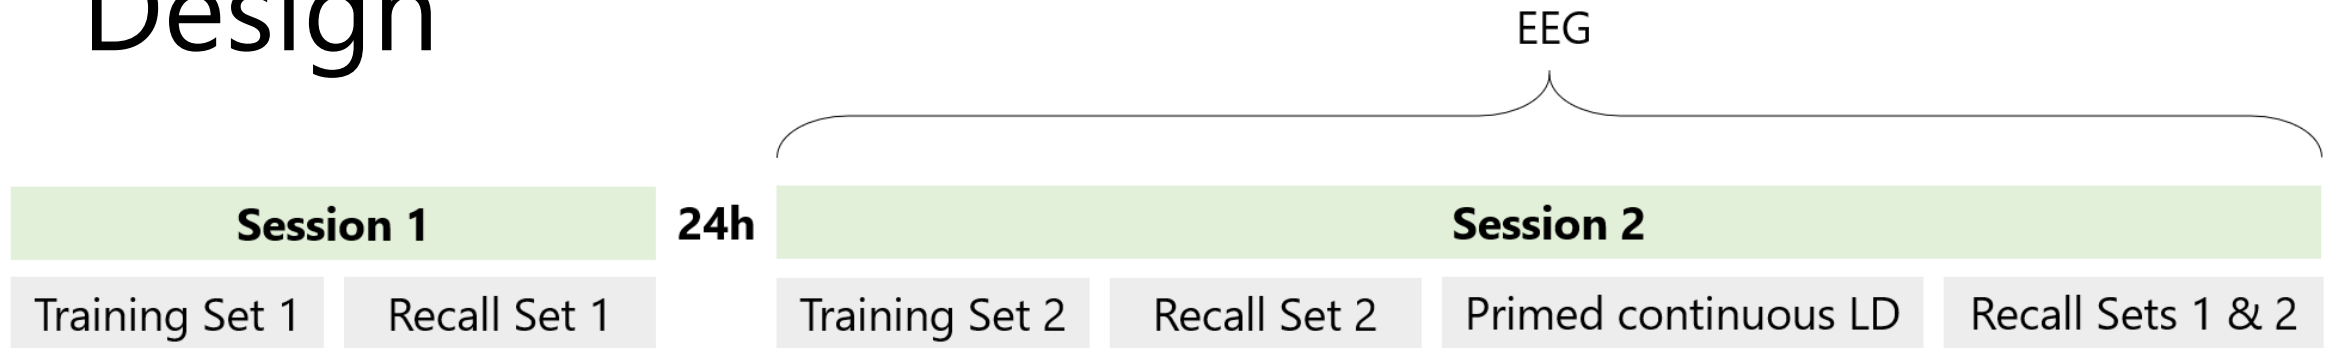 Design
EEG
Session 1
24h
Session 2
Training Set 1
Recall Set 1
Training Set 2
Recall Set 2
Primed continuous LD
Recall Sets 1 & 2